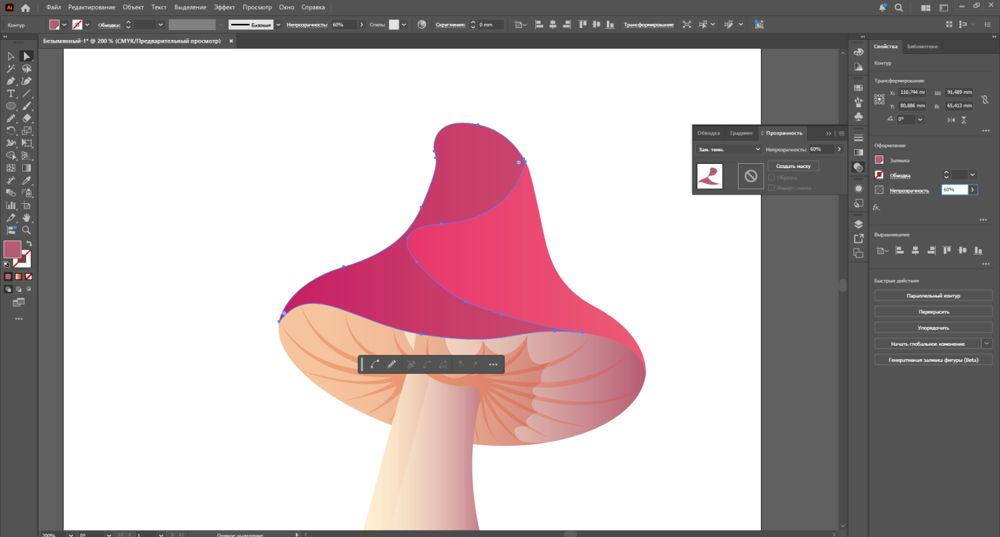 Ai Файл Редактирование Объект Текст Выделение Эффект Просмотр Окно Справка
Контур Обводка: Базовая Непрозрачность: 60% Стили: Скругления: 0 mm Трансформирование
Безымянный-1* @ 200 % (CMYK/Предварительный просмотр) ×
Свойства Библиотеки
Контур
Трансформирование
X: 110,744 mm Ш: 91,489 mm
Y: 80,886 mm В: 65,413 mm
0°
Обводка Градиент Прозрачность
Зам. темн. Непрозрачность: 60%
Создать маску
Обрезка
Инверт. маска
Оформление
Заливка
Обводка
Непрозрачность 60%
fx.
Выравнивание
Быстрые действия
Параллельный контур
Перекрасить
Упорядочить
Начать глобальное изменение
Генеративная заливка фигуры (Beta)
200% 0° 1 Прямое выделение